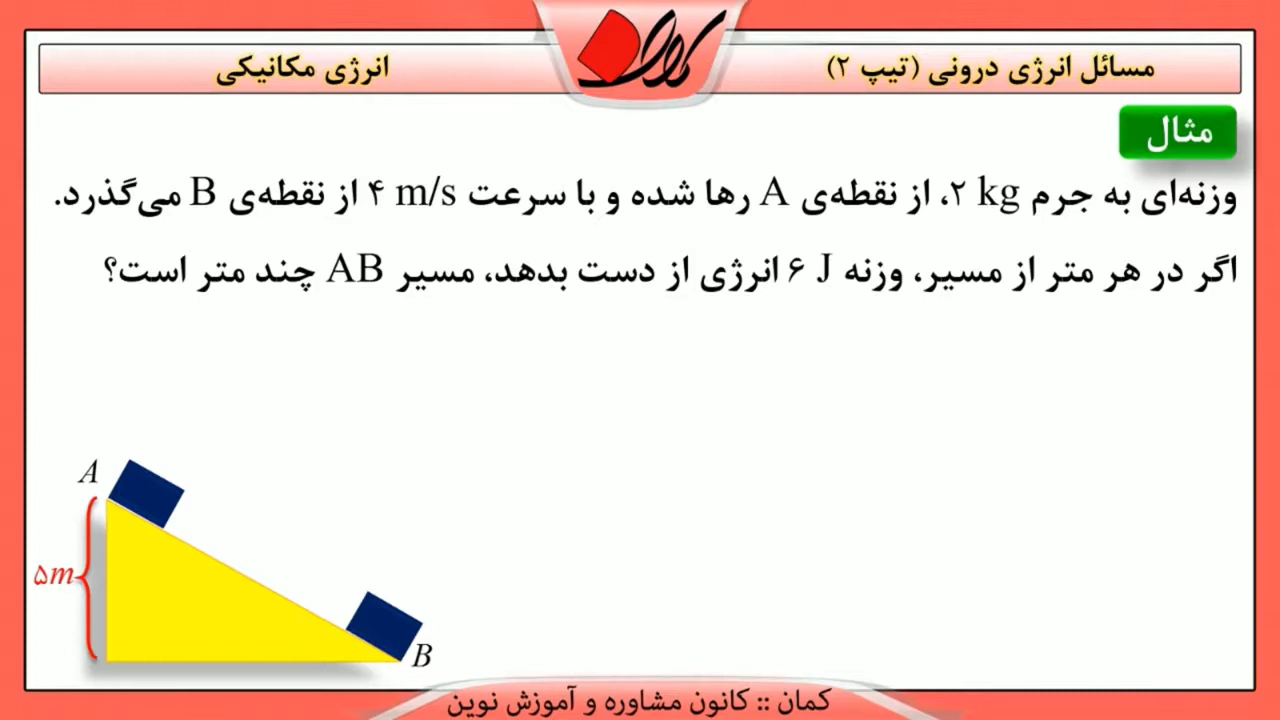 مسائل انرژی درونی (تیپ ۲)
انرژی مکانیکی
کمان
مثال
وزنه‌ای به جرم ۲ kg، از نقطه‌ی A رها شده و با سرعت ۴ m/s از نقطه‌ی B می‌گذرد.
اگر در هر متر از مسیر، وزنه ۶ J انرژی از دست بدهد، مسیر AB چند متر است؟
A
۵m
B
کمان :: کانون مشاوره و آموزش نوین